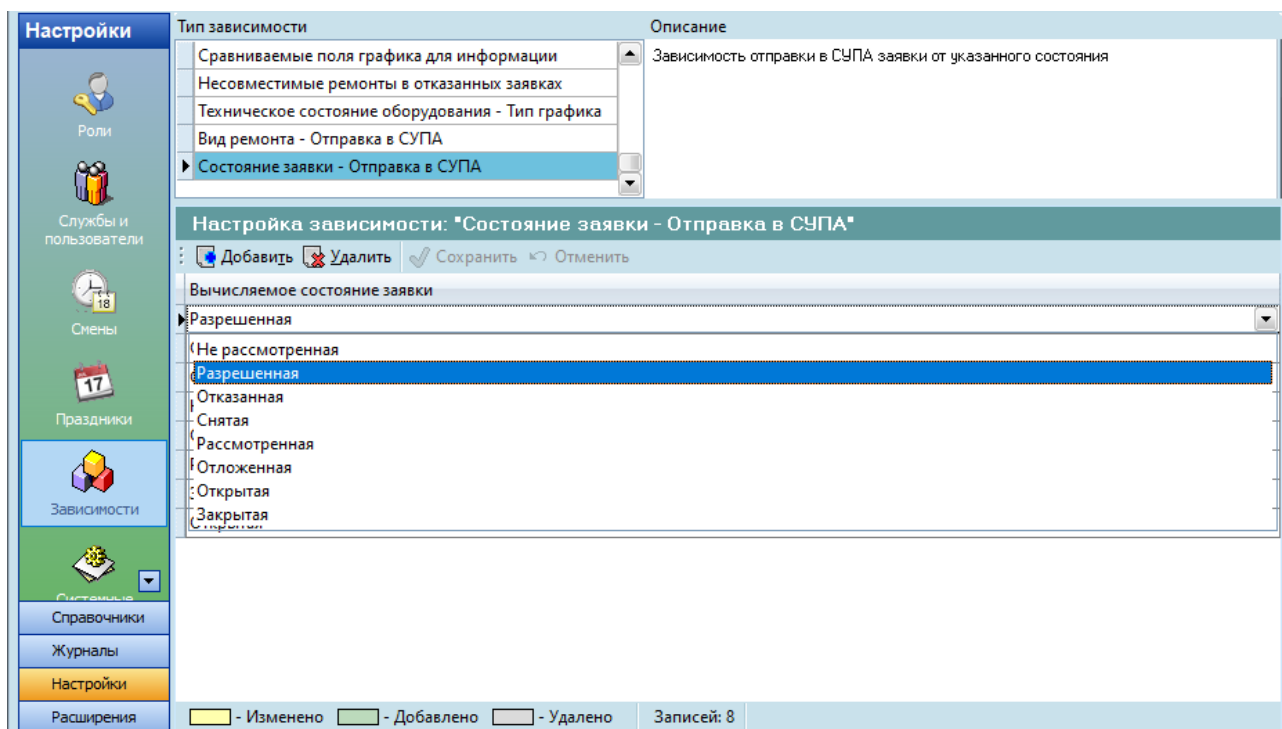 Настройки
Роли
Службы и
пользователи
18
Смены
17
Праздники
Зависимости
Системные
Справочники
Журналы
Настройки
Расширения
Тип зависимости
Сравниваемые поля графика для информации
Несовместимые ремонты в отказанных заявках
Техническое состояние оборудования - Тип графика
Вид ремонта - Отправка в СУПА
Состояние заявки - Отправка в СУПА
Описание
Зависимость отправки в СУПА заявки от указанного состояния
Настройка зависимости: "Состояние заявки - Отправка в СУПА"
Добавить Удалить Сохранить Отменить
Вычисляемое состояние заявки
Разрешенная
Не рассмотренная
Разрешенная
Отказанная
Снятая
Рассмотренная
Отложенная
Открытая
Закрытая
- Изменено - Добавлено - Удалено Записей: 8